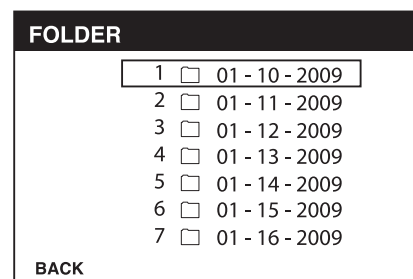 FOLDER
1 01 - 10 - 2009
2 01 - 11 - 2009
3 01 - 12 - 2009
4 01 - 13 - 2009
5 01 - 14 - 2009
6 01 - 15 - 2009
7 01 - 16 - 2009
BACK